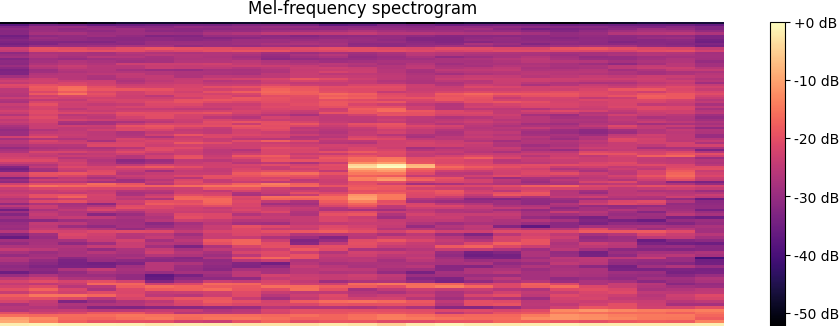 Mel-frequency spectrogram
+0 dB
-10 dB
-20 dB
-30 dB
-40 dB
-50 dB